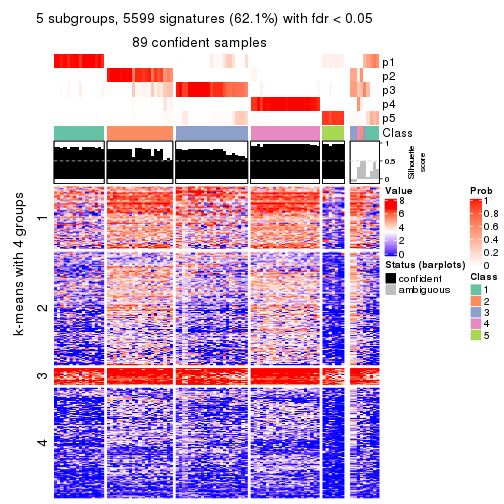 5 subgroups, 5599 signatures (62.1%) with fdr < 0.05
89 confident samples
p1
p2
p3
p4
p5
Class
1
0.5
0
Silhouette
score
k-means with 4 groups
1
2
3
4
Value
8
6
4
2
0
Status (barplots)
confident
ambiguous
Prob
1
0.8
0.6
0.4
0.2
0
Class
1
2
3
4
5